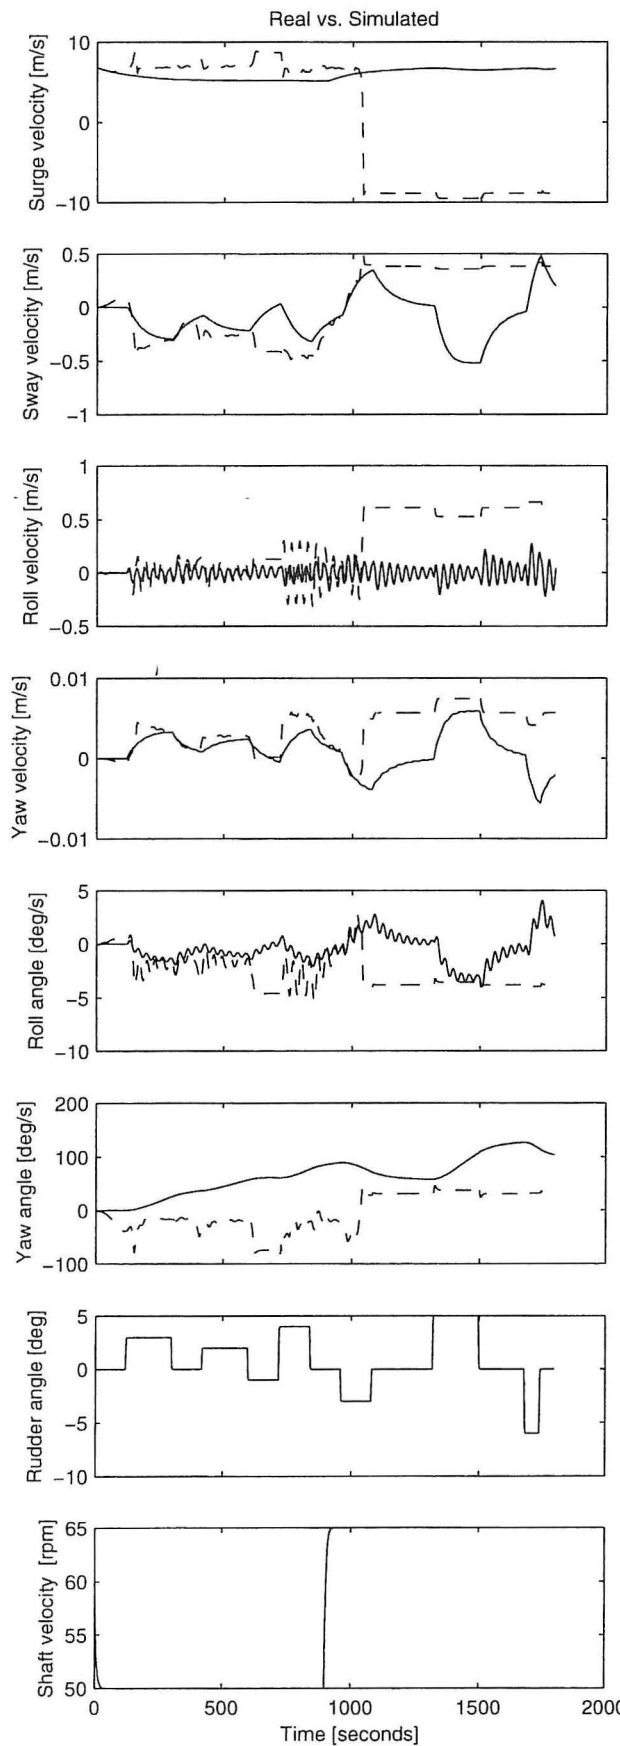 Real vs. Simulated
10
0
−10
Surge velocity [m/s]
0.5
0
−0.5
−1
Sway velocity [m/s]
1
0.5
0
−0.5
Roll velocity [m/s]
0.01
0
−0.01
Yaw velocity [m/s]
5
0
−5
−10
Roll angle [deg/s]
200
100
0
−100
Yaw angle [deg/s]
5
0
−5
−10
Rudder angle [deg]
65
60
55
50
Shaft velocity [rpm]
0 500 1000 1500 2000
Time [seconds]